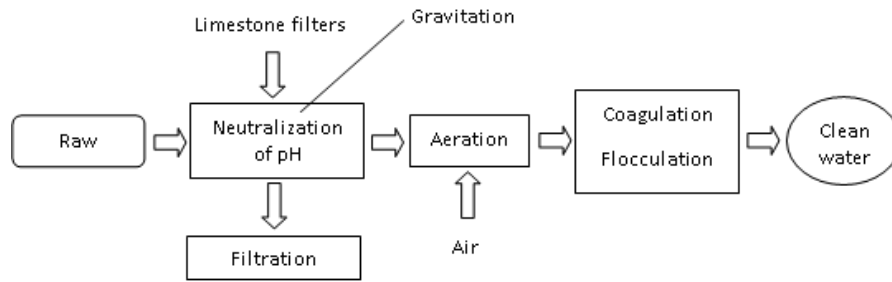 Limestone filters
Gravitation
Raw
Neutralization
of pH
Aeration
Coagulation
Flocculation
Clean
water
Filtration
Air